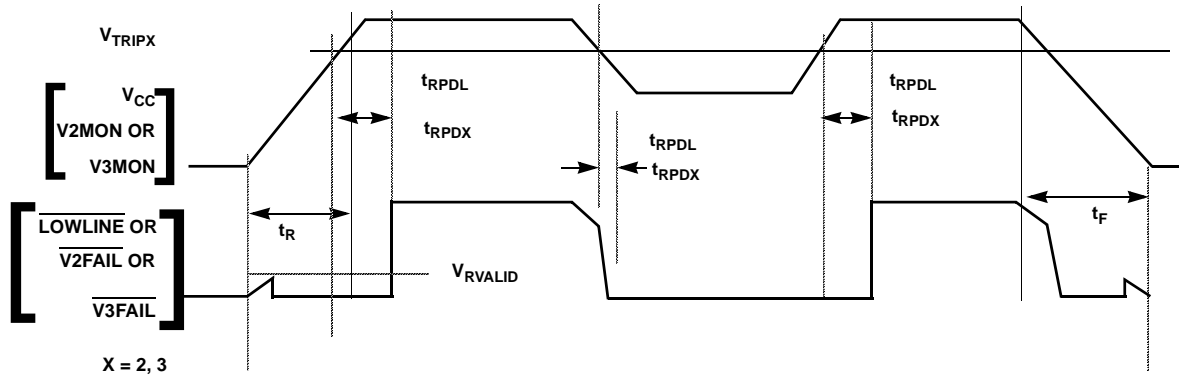 VTRIPX
VCC
V2MON OR
V3MON
tRPDL
tRPDX
tRPDL
tRPDX
tRPDL
tRPDX
LOWLINE OR
V2FAIL OR
V3FAIL
tR
VRVALID
tF
X = 2, 3